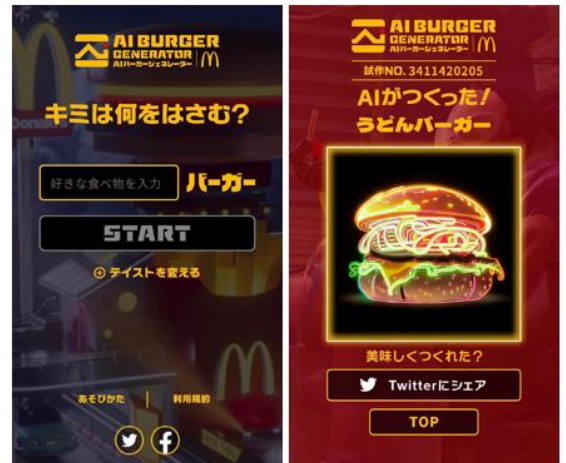 AI BURGER
GENERATOR
AIバーガージェネレーター
キミは何をはさむ?
好きな食べ物を入力 バーガー
START
テイストを変える
あそびかた | 利用規約
AI BURGER
GENERATOR
AIバーガージェネレーター
試作NO. 3411420205
AIがつくった!
うどんバーガー
美味しくつくれた?
Twitterにシェア
TOP